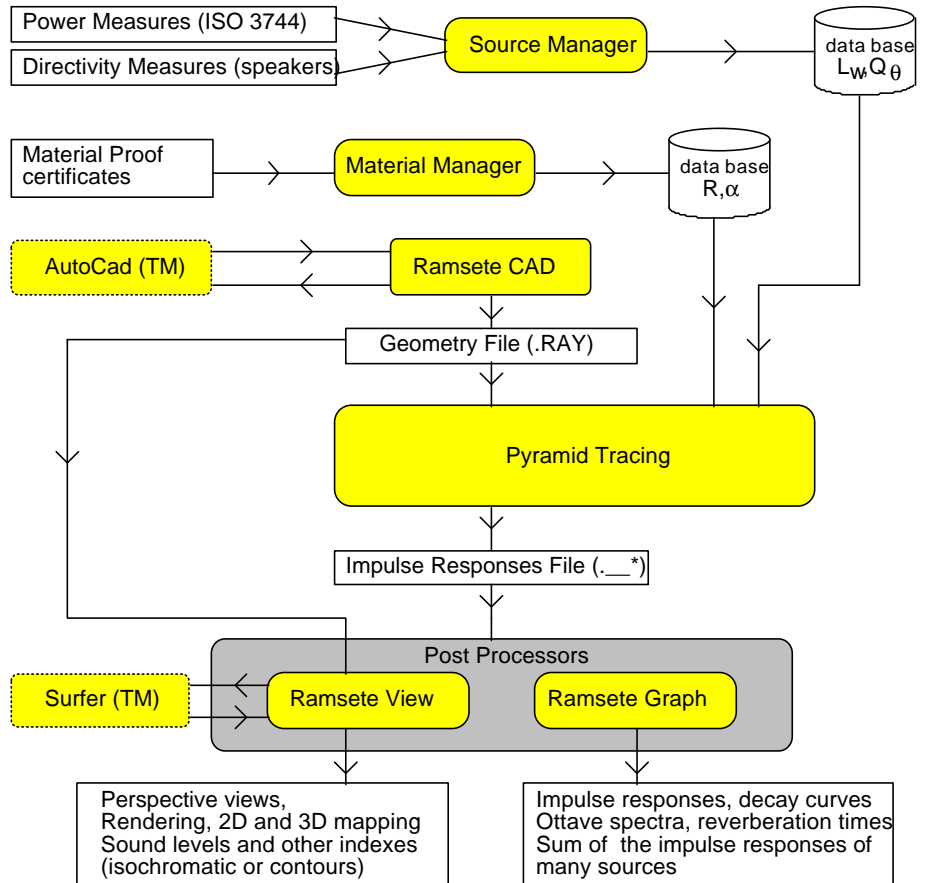 Power Measures (ISO 3744)
Directivity Measures (speakers)
Source Manager
data base
LW,Qθ
Material Proof
certificates
Material Manager
data base
R,α
AutoCad (TM)
Ramsete CAD
Geometry File (.RAY)
Pyramid Tracing
Impulse Responses File (.__*)
Post Processors
Surfer (TM)
Ramsete View
Ramsete Graph
Perspective views,
Rendering, 2D and 3D mapping
Sound levels and other indexes
(isochromatic or contours)
Impulse responses, decay curves
Ottave spectra, reverberation times
Sum of the impulse responses of
many sources